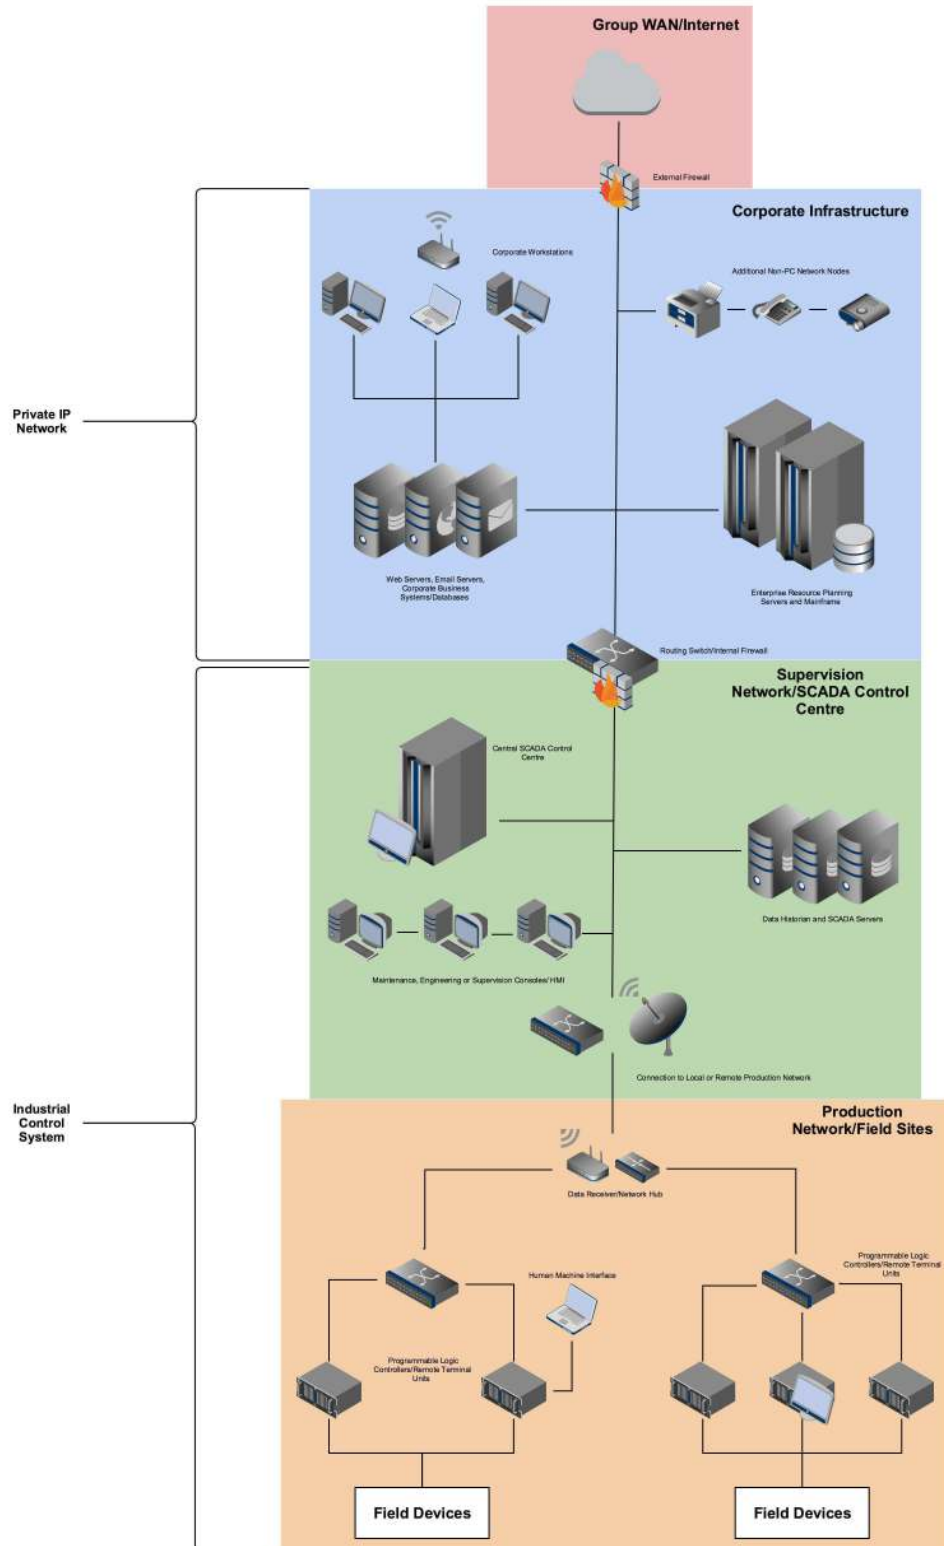 Group WAN/Internet
External Firewall
Corporate Infrastructure
Corporate Workstations
Additional Non-PC Network Nodes
Private IP
Network
Web Servers, Email Servers,
Corporate Business
Systems/Databases
Enterprise Resource Planning
Servers and Mainframe
Routing Switch/Internal Firewall
Supervision
Network/SCADA Control
Centre
Central SCADA Control
Centre
Data Historian and SCADA Servers
Maintenance, Engineering or Supervision Consoles/ HMI
Connection to Local or Remote Production Network
Industrial
Control
System
Production
Network/Field Sites
Data Receiver/Network Hub
Programmable Logic
Controllers/Remote Terminal
Units
Human Machine Interface
Programmable Logic
Controllers/Remote Terminal
Units
Field Devices
Field Devices